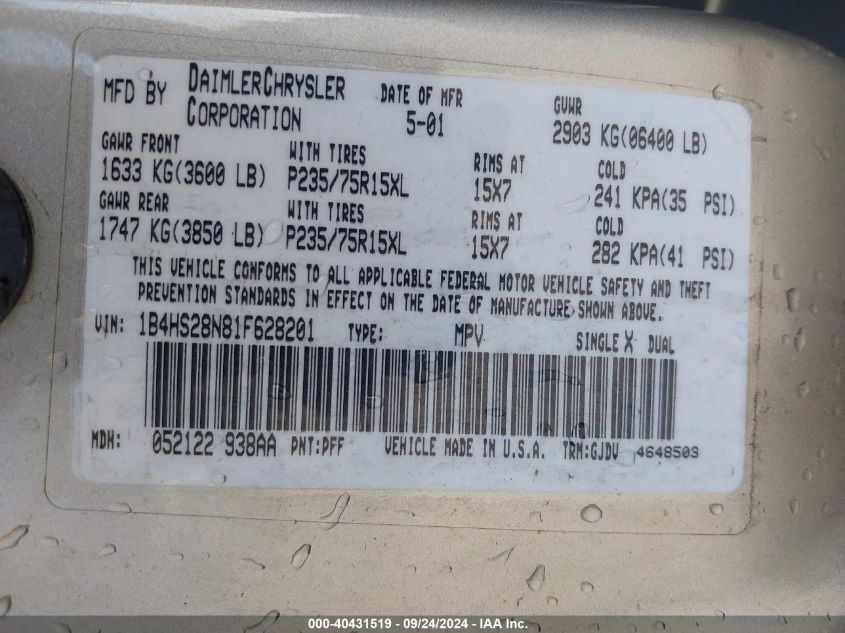 MFD BY DAIMLERCHRYSLER CORPORATION DATE OF MFR 5-01 GVWR 2903 KG(06400 LB)
GAWR FRONT WITH TIRES RIMS AT COLD
1633 KG(3600 LB) P235/75R15XL 15X7 241 KPA(35 PSI)
GAWR REAR WITH TIRES RIMS AT COLD
1747 KG(3850 LB) P235/75R15XL 15X7 282 KPA(41 PSI)
THIS VEHICLE CONFORMS TO ALL APPLICABLE FEDERAL MOTOR VEHICLE SAFETY AND THEFT
PREVENTION STANDARDS IN EFFECT ON THE DATE OF MANUFACTURE SHOWN ABOVE.
VIN: 1B4HS28N81F628201 TYPE: MPV SINGLE X DUAL
MDH: 052122 938AA PNT:PFF VEHICLE MADE IN U.S.A. TRM:GJDV 4648503
000-40431519 - 09/24/2024 - IAA Inc.